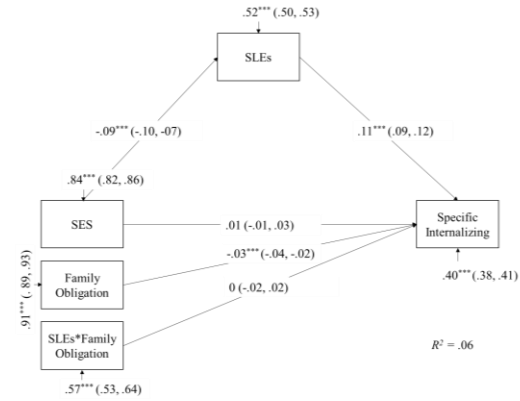 .52*** (.50, .53)
SLEs
-.09*** (-.10, -07)
.11*** (.09, .12)
.84*** (.82, .86)
SES
.01 (-.01, .03)
Specific
Internalizing
-.03*** (-.04, -.02)
Family
Obligation
.91*** (. 89, .93)
0 (-.02, .02)
.40*** (.38, .41)
SLEs*Family
Obligation
R² = .06
.57*** (.53, .64)